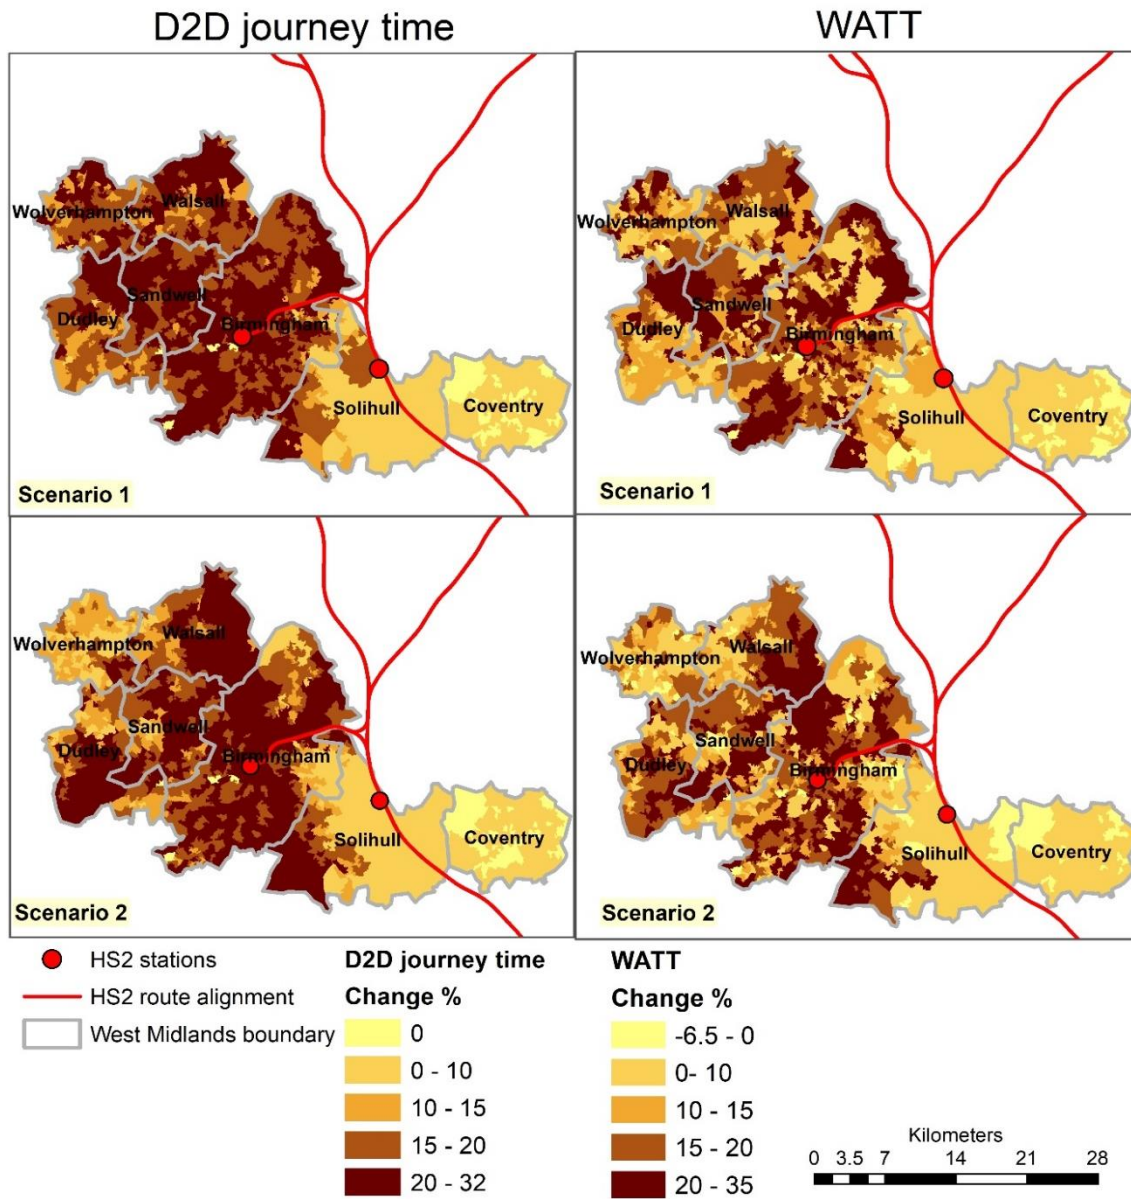 D2D journey time
WATT
Wolverhampton
Walsall
Sandwell
Dudley
Birmingham
Solihull
Coventry
Scenario 1
Wolverhampton
Walsall
Sandwell
Dudley
Birmingham
Solihull
Coventry
Scenario 1
Wolverhampton
Walsall
Sandwell
Dudley
Birmingham
Solihull
Coventry
Scenario 2
Wolverhampton
Walsall
Sandwell
Dudley
Birmingham
Solihull
Coventry
Scenario 2
HS2 stations
HS2 route alignment
West Midlands boundary
D2D journey time
Change %
0
0 - 10
10 - 15
15 - 20
20 - 32
WATT
Change %
-6.5 - 0
0- 10
10 - 15
15 - 20
20 - 35
Kilometers
0 3.5 7 14 21 28